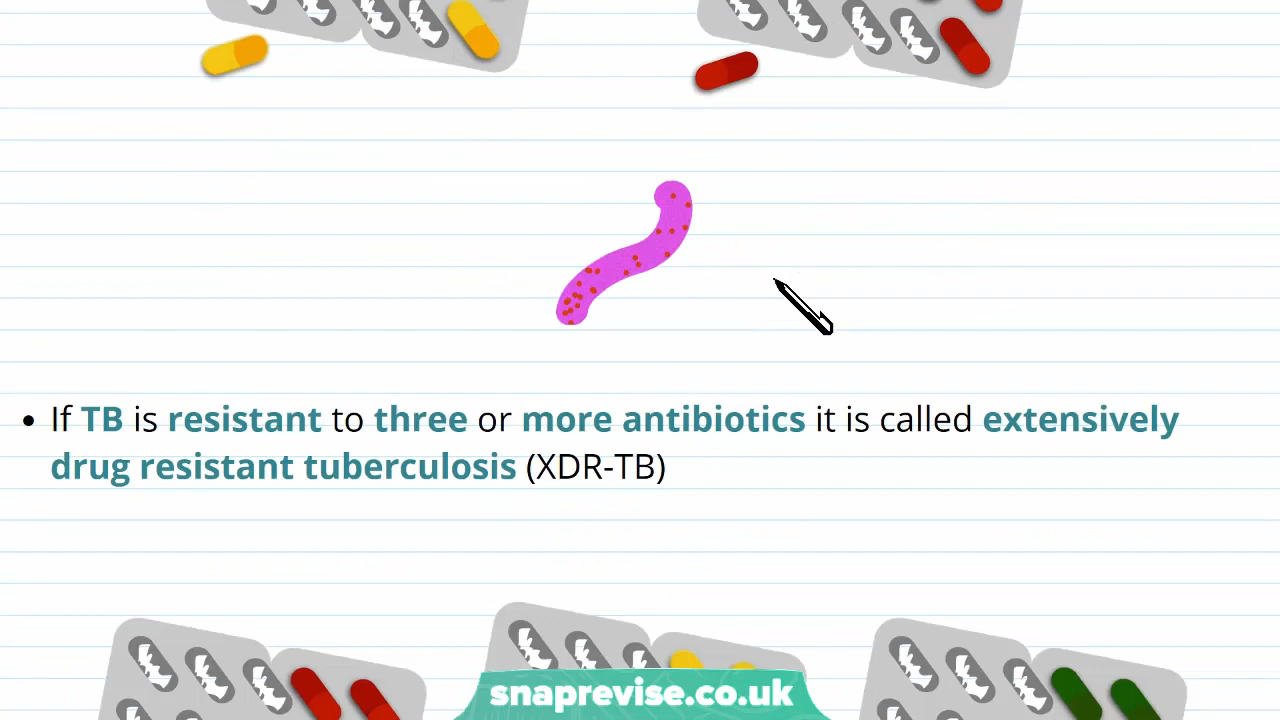 • If TB is resistant to three or more antibiotics it is called extensively
drug resistant tuberculosis (XDR-TB)
snaprevise.co.uk